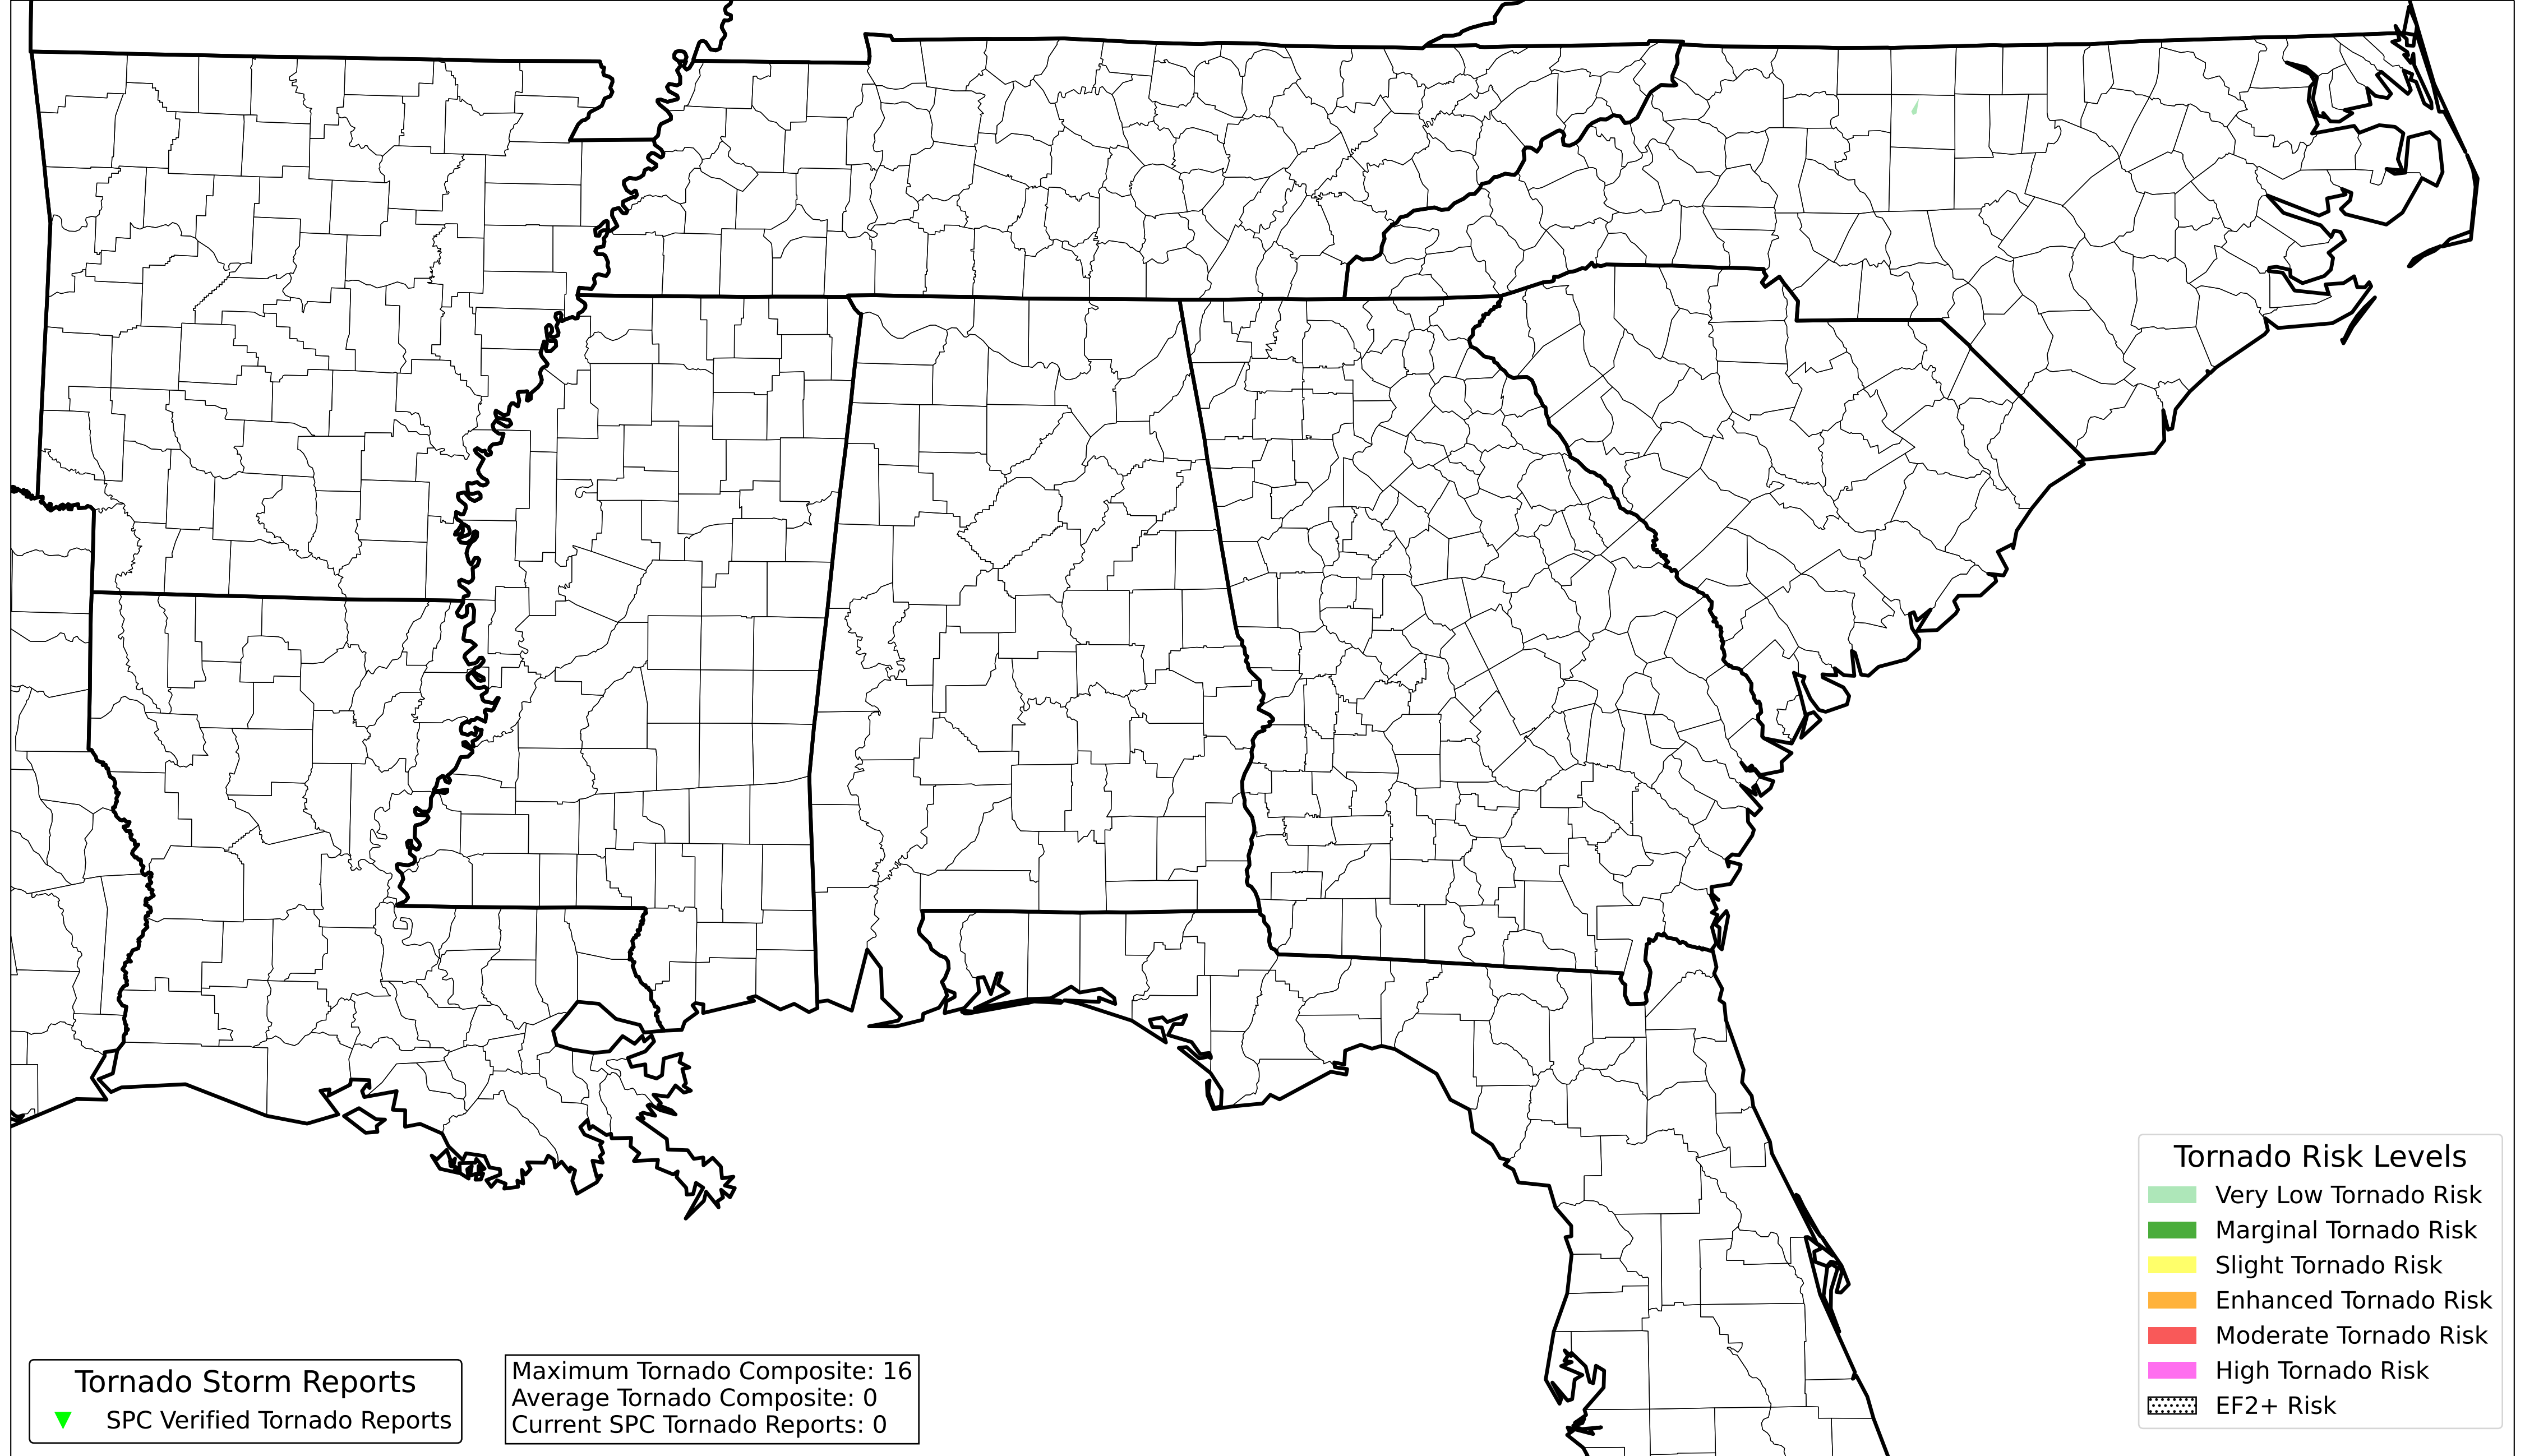 Tornado Risk Levels
Very Low Tornado Risk
Marginal Tornado Risk
Slight Tornado Risk
Enhanced Tornado Risk
Moderate Tornado Risk
High Tornado Risk
EF2+ Risk
Tornado Storm Reports
SPC Verified Tornado Reports
Maximum Tornado Composite: 16
Average Tornado Composite: 0
Current SPC Tornado Reports: 0